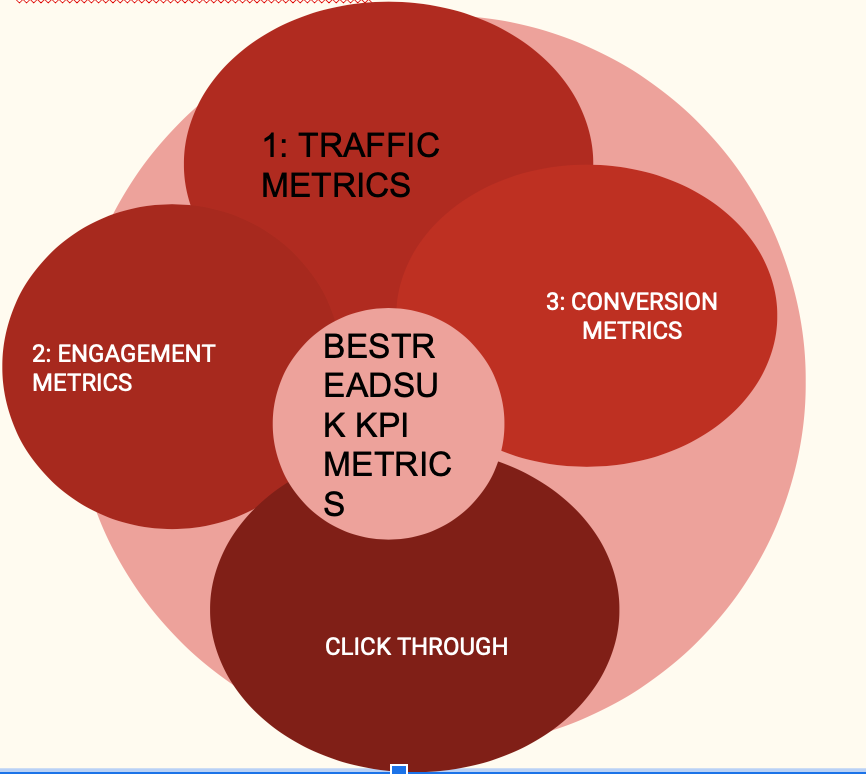 1: TRAFFIC
METRICS
2: ENGAGEMENT
METRICS
3: CONVERSION
METRICS
BESTR
EADSU
K KPI
METRIC
S
CLICK THROUGH